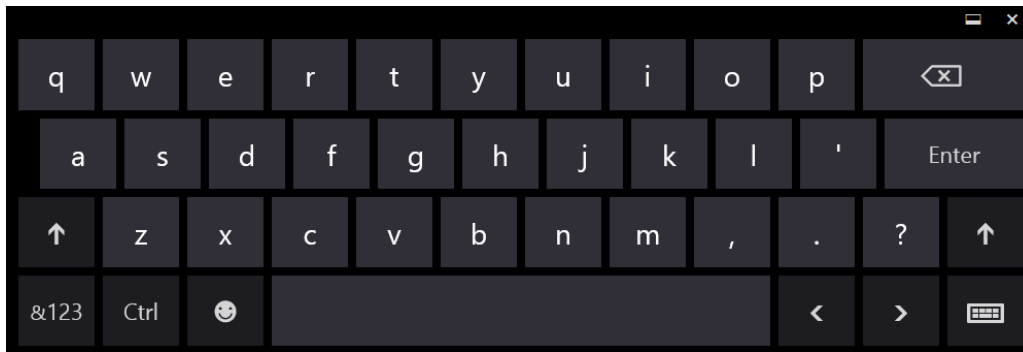 q w e r t y u i o p
a s d f g h j k l ' Enter
z x c v b n m , . ?
&123 Ctrl < >